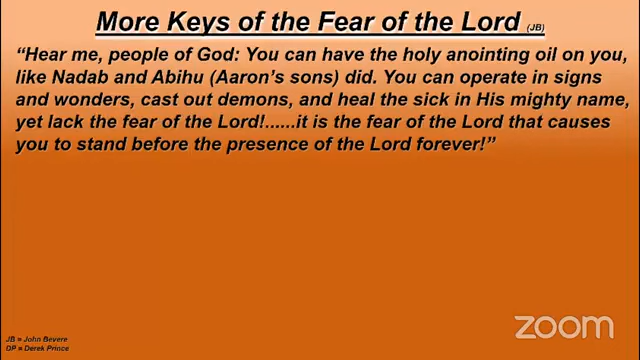 More Keys of the Fear of the Lord (JB)
“Hear me, people of God: You can have the holy anointing oil on you,
like Nadab and Abihu (Aaron’s sons) did. You can operate in signs
and wonders, cast out demons, and heal the sick in His mighty name,
yet lack the fear of the Lord!......it is the fear of the Lord that causes
you to stand before the presence of the Lord forever!”
zoom
JB = John Bevere
DP = Derek Prince